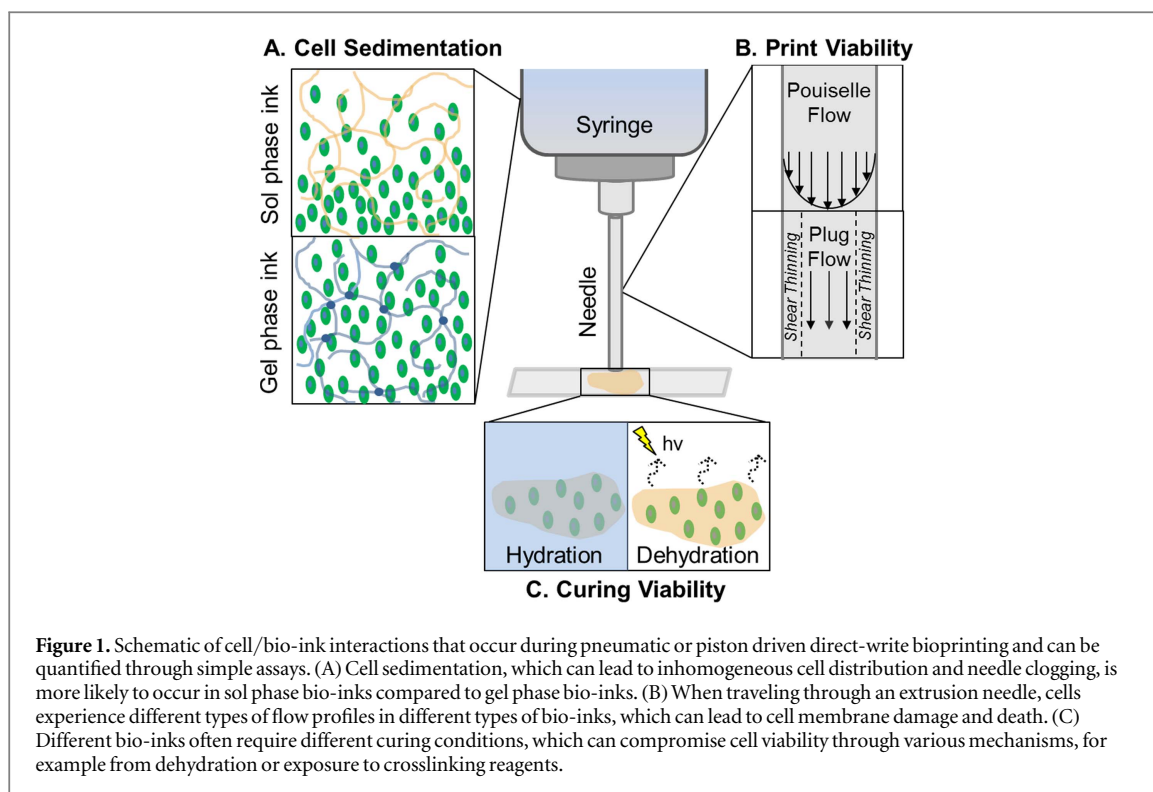 A. Cell Sedimentation
B. Print Viability
Sol phase ink
Gel phase ink
Syringe
Needle
Pouiselle
Flow
Plug
Flow
Shear Thinning
Shear Thinning
hv
Hydration
Dehydration
C. Curing Viability
Figure 1. Schematic of cell/bio-ink interactions that occur during pneumatic or piston driven direct-write bioprinting and can be
quantified through simple assays. (A) Cell sedimentation, which can lead to inhomogeneous cell distribution and needle clogging, is
more likely to occur in sol phase bio-inks compared to gel phase bio-inks. (B) When traveling through an extrusion needle, cells
experience different types of flow profiles in different types of bio-inks, which can lead to cell membrane damage and death. (C)
Different bio-inks often require different curing conditions, which can compromise cell viability through various mechanisms, for
example from dehydration or exposure to crosslinking reagents.